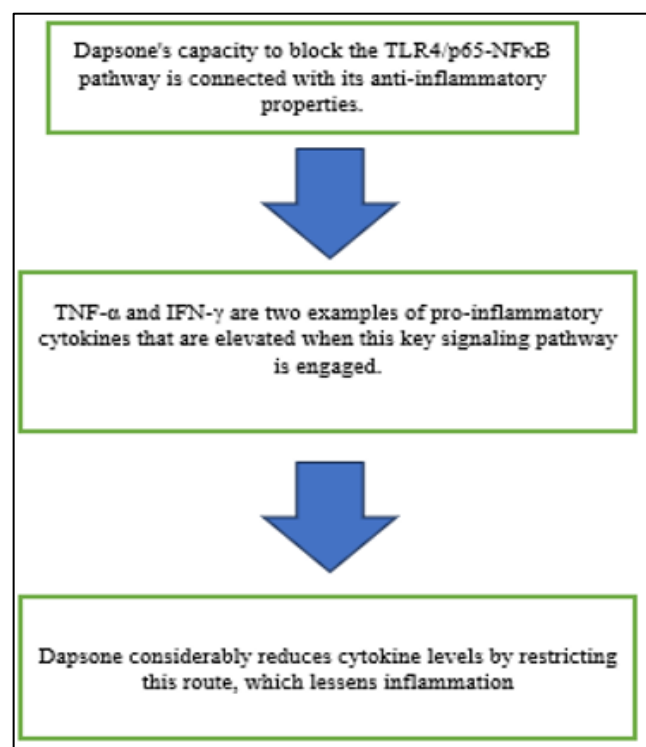 Dapsone's capacity to block the TLR4/p65-NFκB
pathway is connected with its anti-inflammatory
properties.
TNF-α and IFN-γ are two examples of pro-inflammatory
cytokines that are elevated when this key signaling pathway
is engaged.
Dapsone considerably reduces cytokine levels by restricting
this route, which lessens inflammation